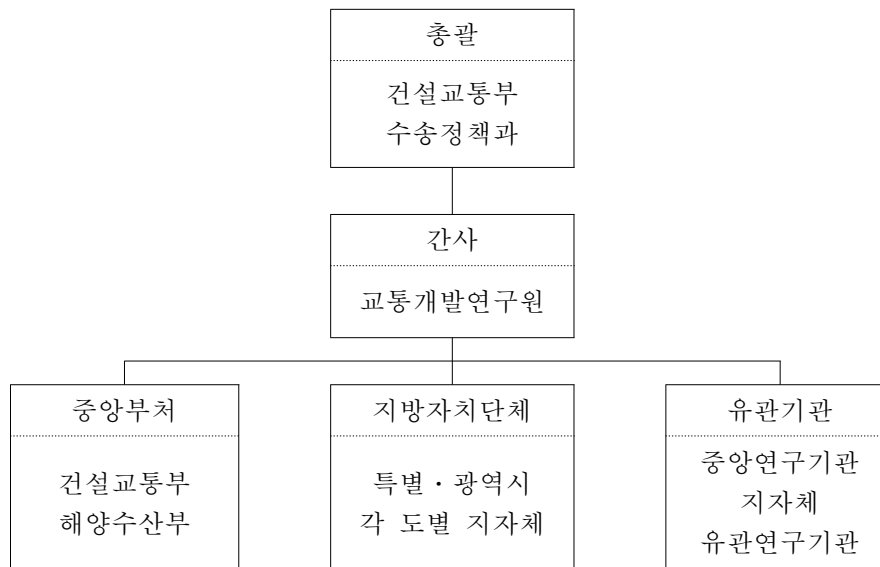 총괄
건설교통부
수송정책과
간사
교통개발연구원
중앙부처
건설교통부
해양수산부
지방자치단체
특별・광역시
각 도별 지자체
유관기관
중앙연구기관
지자체
유관연구기관